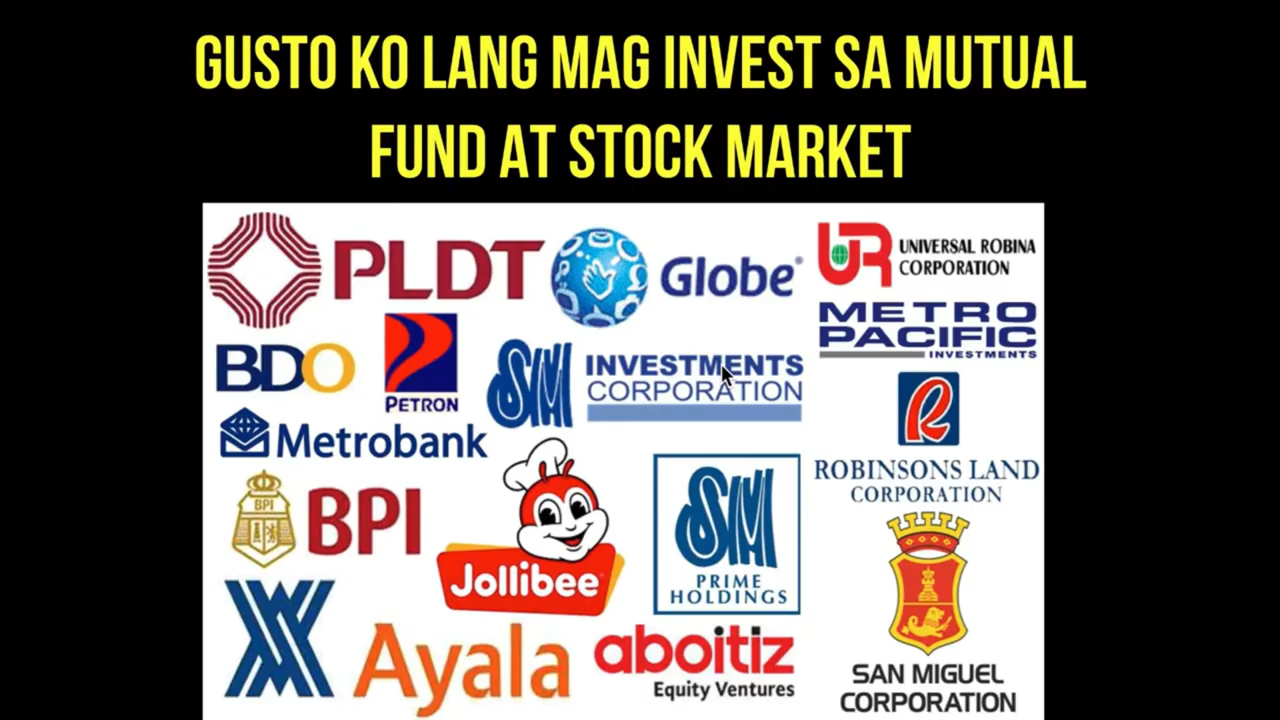 GUSTO KO LANG MAG INVEST SA MUTUAL
FUND AT STOCK MARKET
PLDT
Globe®
UNIVERSAL ROBINA
CORPORATION
METRO
PACIFIC
INVESTMENTS
BDO
PETRON
SM
INVESTMENTS
CORPORATION
Metrobank
R
ROBINSONS LAND
CORPORATION
BPI
BPI
Jollibee
SM
PRIME
HOLDINGS
Ayala
aboitiz
Equity Ventures
SAN MIGUEL
CORPORATION